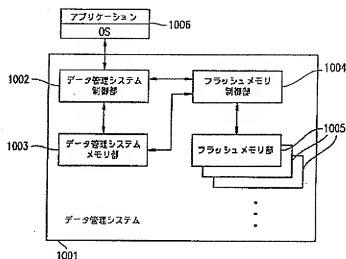 アプリケーション
OS
1006
1002
データ管理システム
制御部
フラッシュメモリ
制御部
1004
1003
データ管理システム
メモリ部
フラッシュメモリ部
1005
データ管理システム
1001